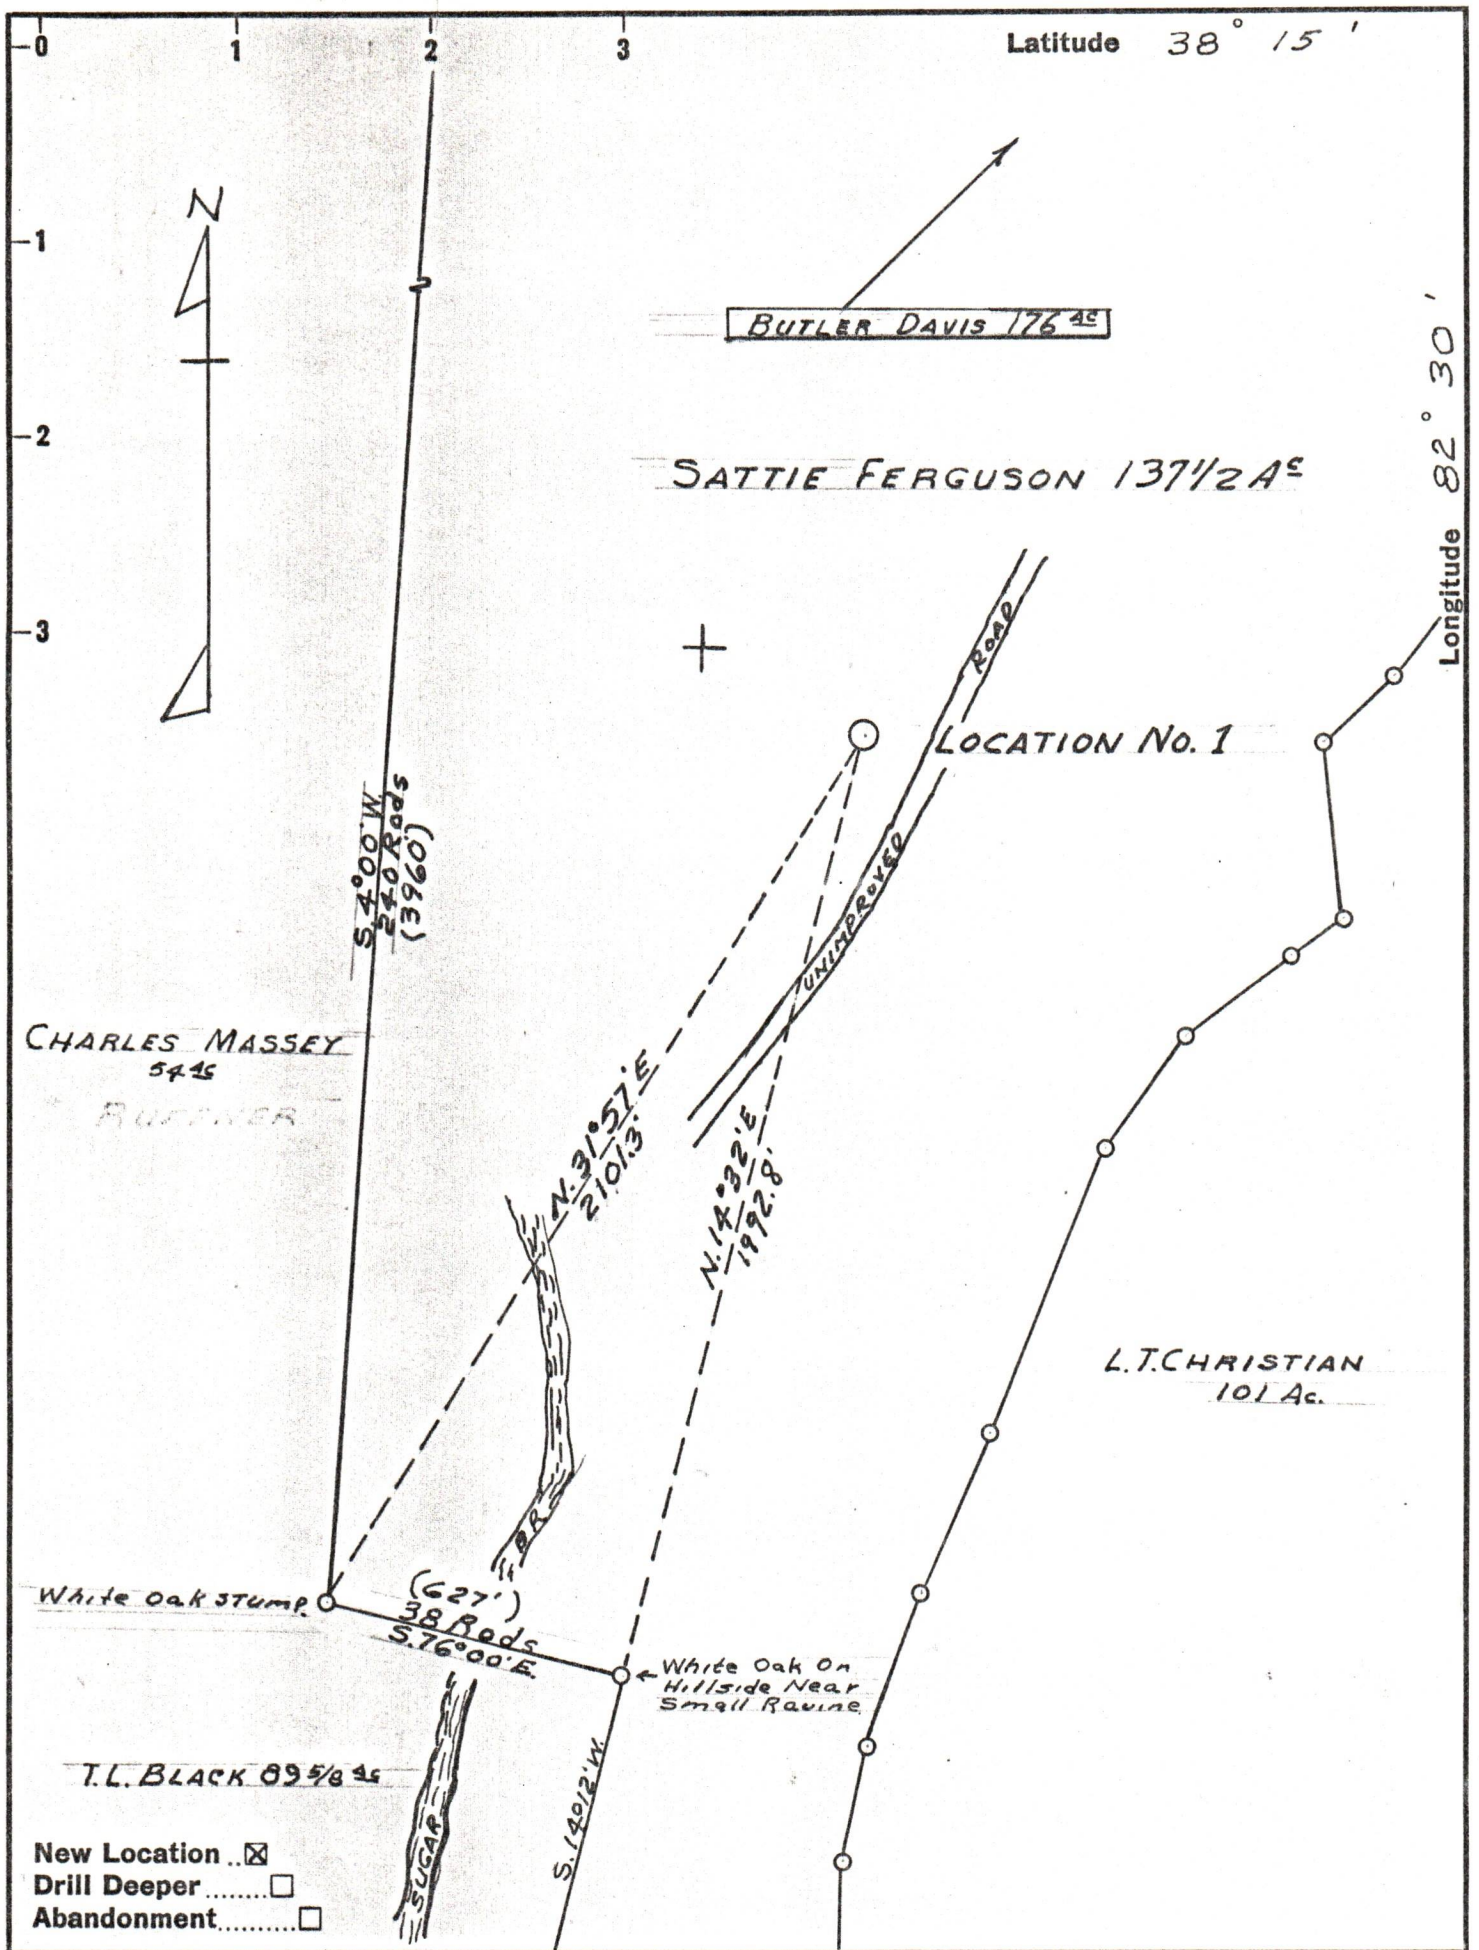 0 1 2 3 Latitude 38° 15'
N
1
BUTLER DAVIS 176 Ac
Longitude 82° 30'
2
SATTIE FERGUSON 137 1/2 Ac
3
ROAD
LOCATION No. 1
S. 4°00' W.
240 Rods
(3960')
UNIMPROVED
CHARLES MASSEY
54 Ac
RUFFNER
N. 31°57' E
2101.3'
N. 14°32' E
1992.8'
L.T. CHRISTIAN
101 Ac.
BR.
White Oak STUMP.
(627')
38 Rods
S. 76°00' E.
White Oak On
Hillside Near
Small Ravine
T.L. BLACK 89 5/8 Ac
SUGAR
S. 14°12' W.
New Location ..☒
Drill Deeper ........☐
Abandonment..........☐